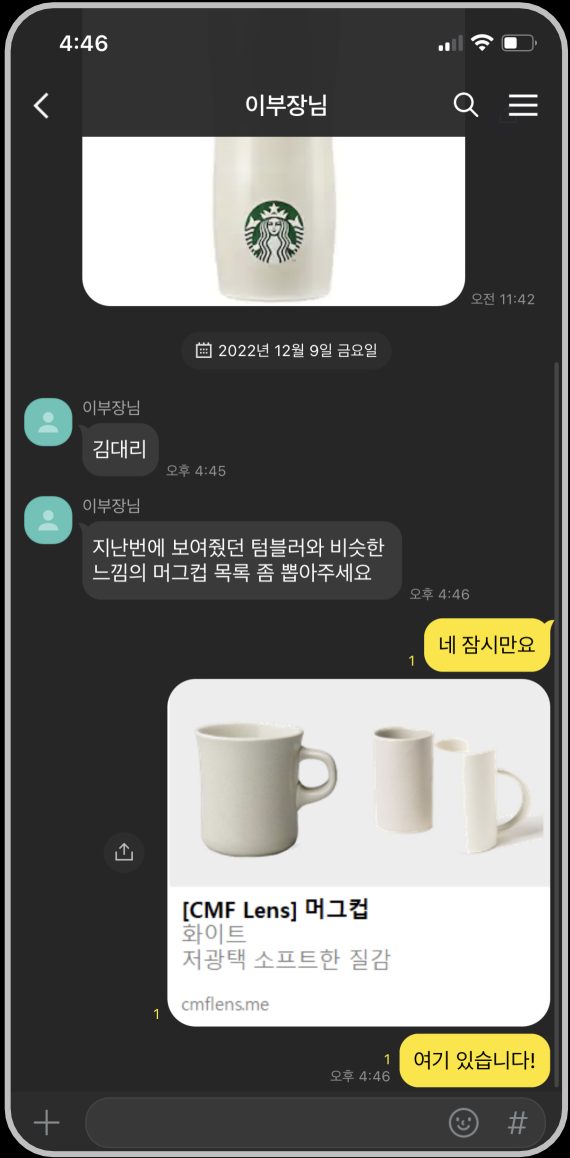 4:46
이부장님
오전 11:42
2022년 12월 9일 금요일
이부장님
김대리
오후 4:45
이부장님
지난번에 보여줬던 텀블러와 비슷한
느낌의 머그컵 목록 좀 뽑아주세요
오후 4:46
네 잠시만요
1
[CMF Lens] 머그컵
화이트
저광택 소프트한 질감
cmflens.me
1
여기 있습니다!
1
오후 4:46
#